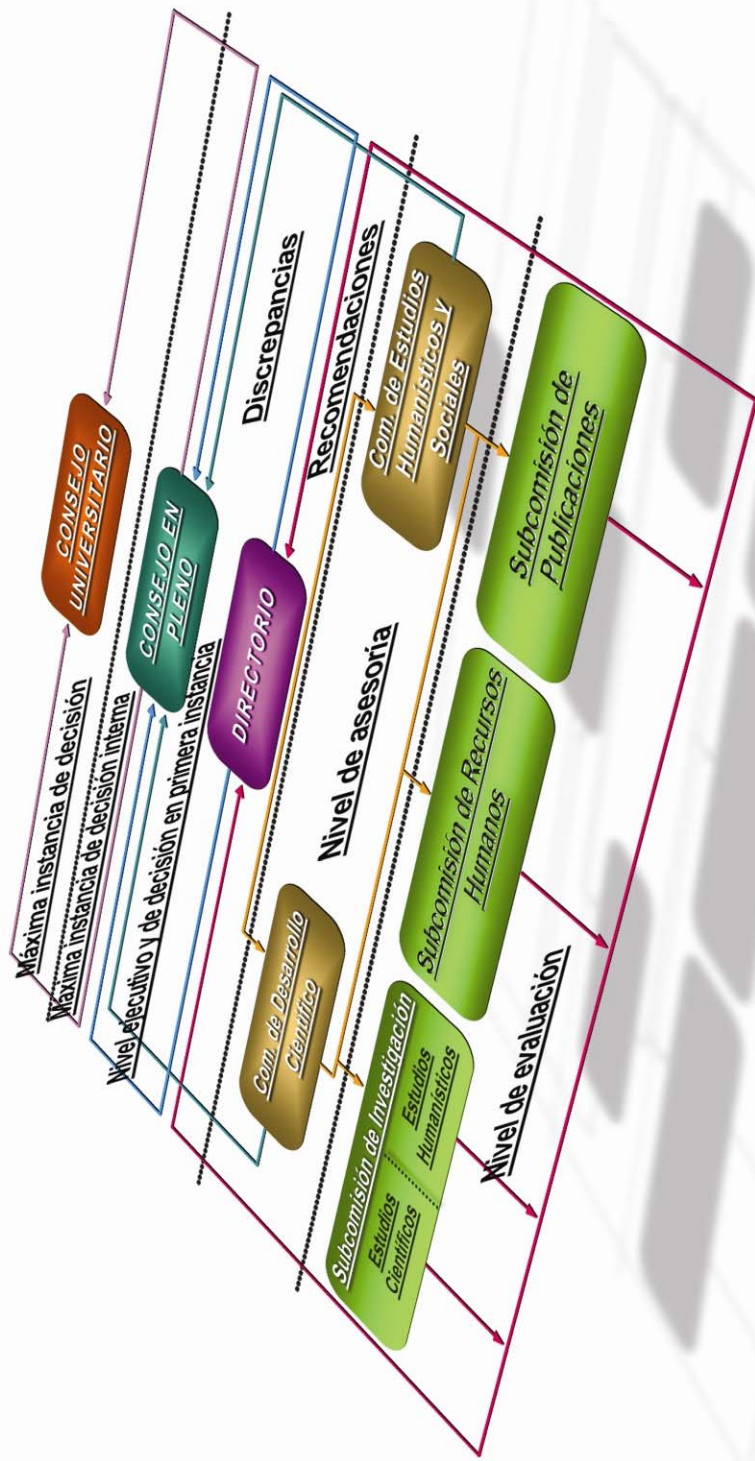 CONSEJO
UNIVERSITARIO
Máxima instancia de decisión
Máxima instancia de decisión interna
CONSEJO EN
PLENO
Nivel ejecutivo y de decisión en primera instancia
DIRECTORIO
Discrepancias
Recomendaciones
Com. de Desarrollo
Científico
Nivel de asesoría
Com. de Estudios
Humanísticos y
Sociales
Subcomisión de Investigación
Estudios
Científicos
Estudios
Humanísticos
Subcomisión de Recursos
Humanos
Subcomisión de
Publicaciones
Nivel de evaluación